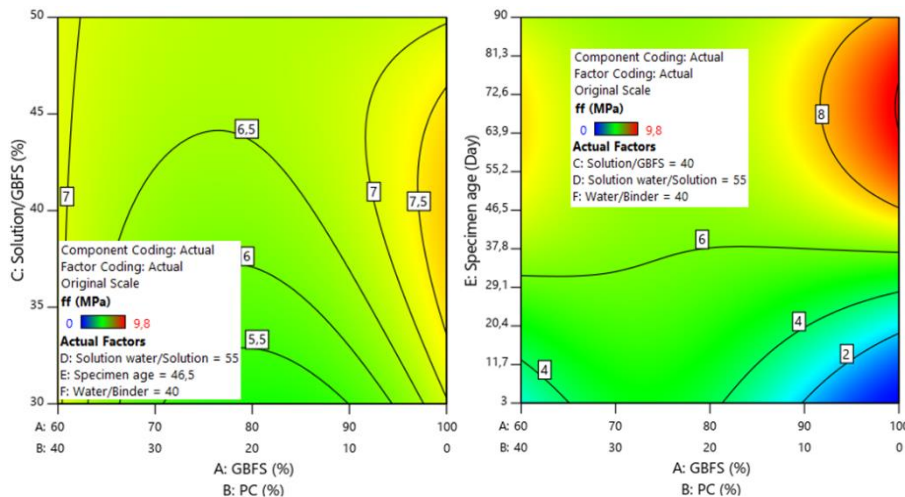 50
45
40
35
30
C: Solution/GBFS (%)
6,5
7
7
7,5
6
5,5
Component Coding: Actual
Factor Coding: Actual
Original Scale
ff (MPa)
0 9,8
Actual Factors
D: Solution water/Solution = 55
E: Specimen age = 46,5
F: Water/Binder = 40
A: 60 70 80 90 100
B: 40 30 20 10 0
A: GBFS (%)
B: PC (%)
90
81,3
72,6
63,9
55,2
46,5
37,8
29,1
20,4
11,7
3
E: Specimen age (Day)
Component Coding: Actual
Factor Coding: Actual
Original Scale
ff (MPa)
0 9,8
Actual Factors
C: Solution/GBFS = 40
D: Solution water/Solution = 55
F: Water/Binder = 40
8
6
4
2
4
A: 60 70 80 90 100
B: 40 30 20 10 0
A: GBFS (%)
B: PC (%)